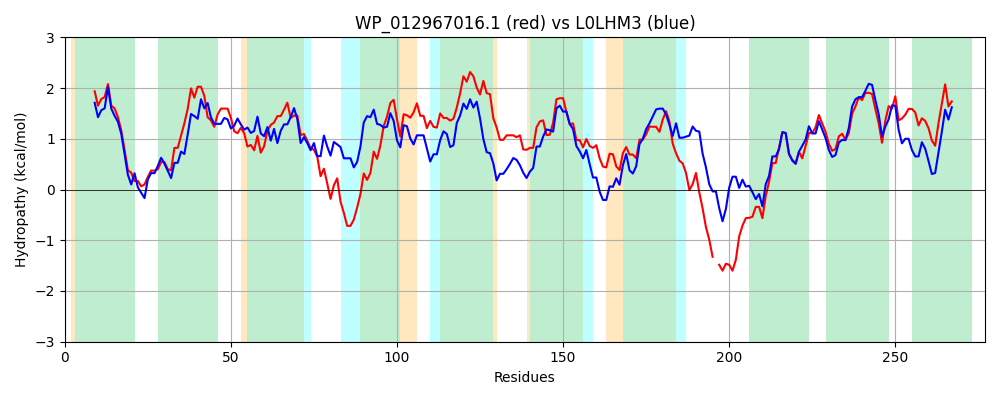 WP_012967016.1 (red) vs L0LHM3 (blue)
Hydropathy (kcal/mol)
3
2
1
0
−1
−2
−3
0 50 100 150 200 250
Residues